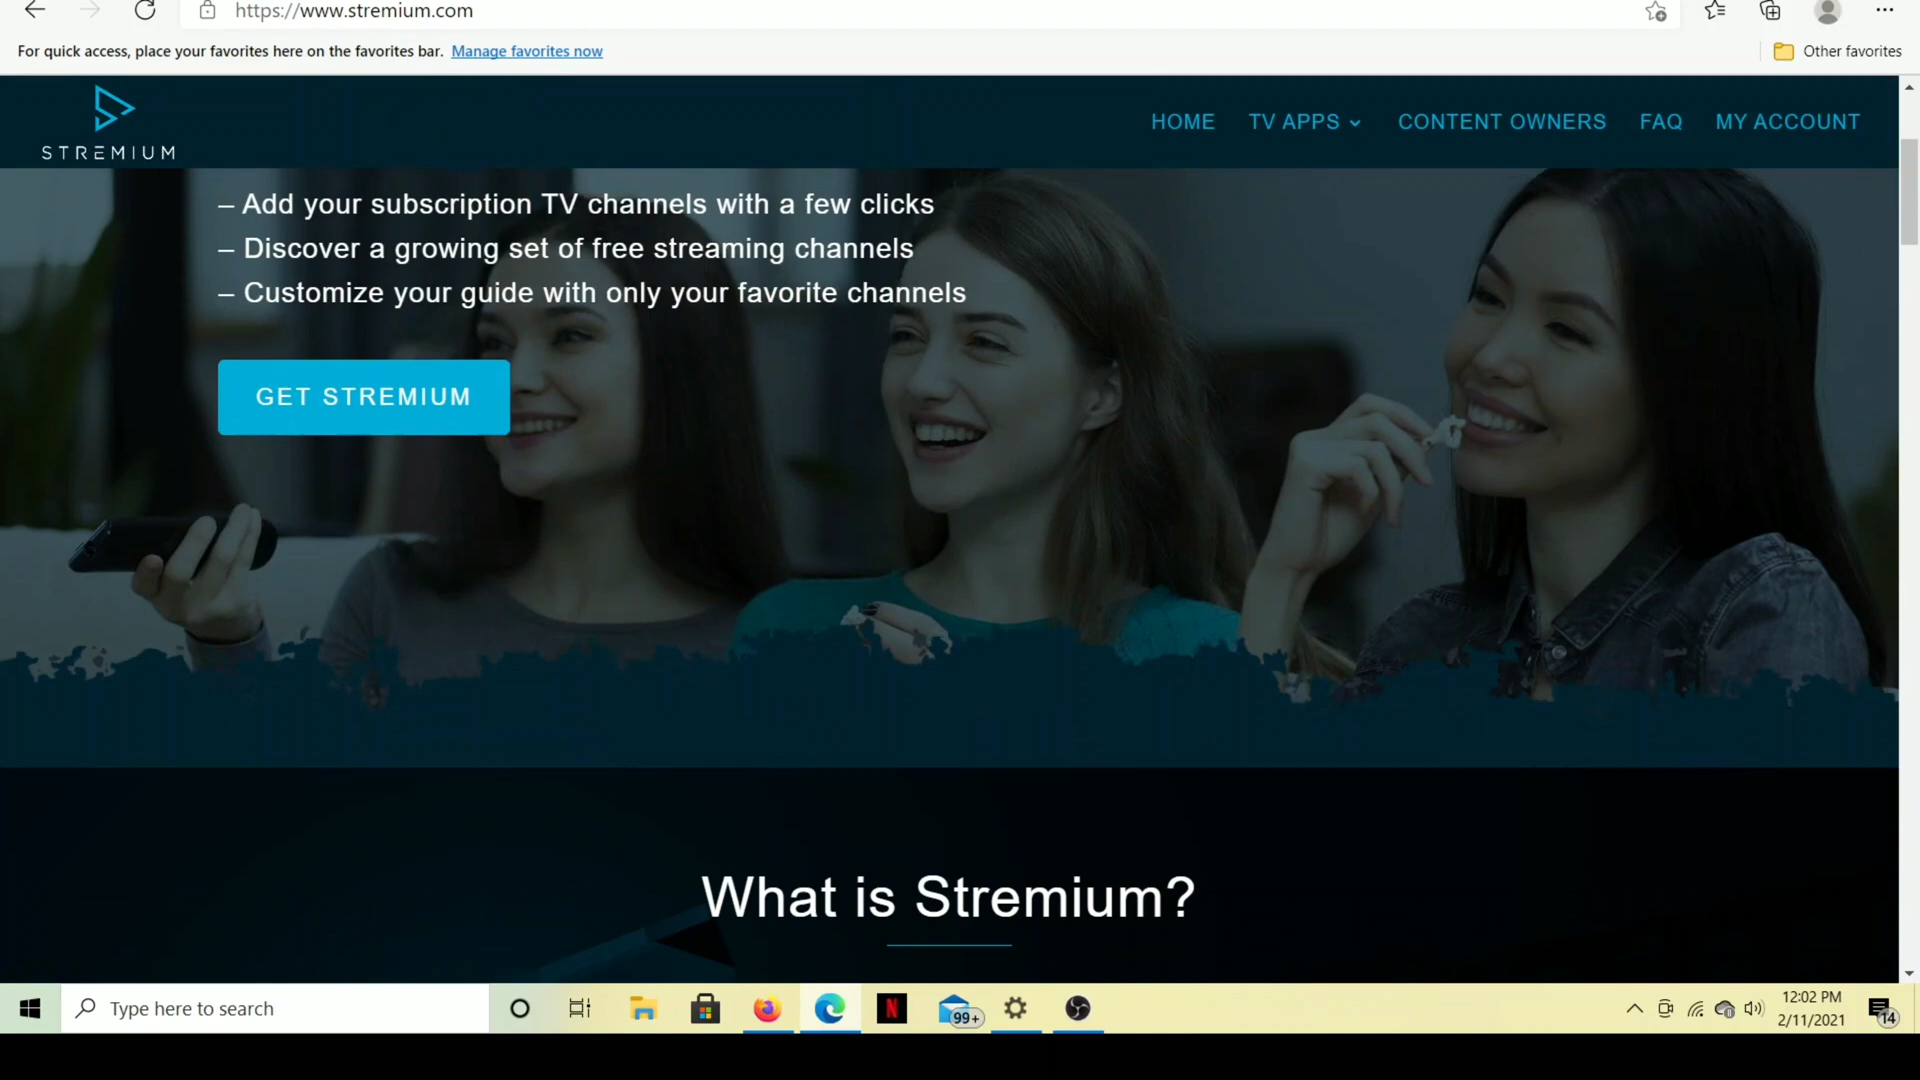 https://www.stremium.com
For quick access, place your favorites here on the favorites bar. Manage favorites now
Other favorites
STREMIUM
HOME TV APPS CONTENT OWNERS FAQ MY ACCOUNT
– Add your subscription TV channels with a few clicks
– Discover a growing set of free streaming channels
– Customize your guide with only your favorite channels
GET STREMIUM
What is Stremium?
Type here to search
N
99+
12:02 PM
2/11/2021
14